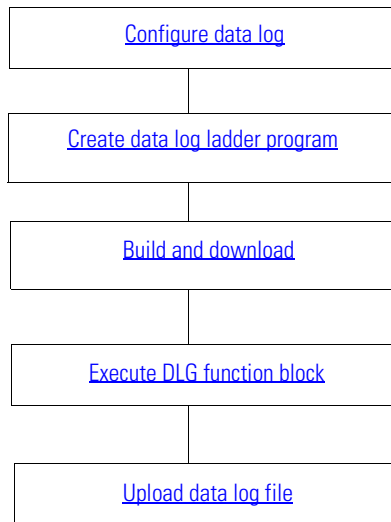 Configure data log
Create data log ladder program
Build and download
Execute DLG function block
Upload data log file